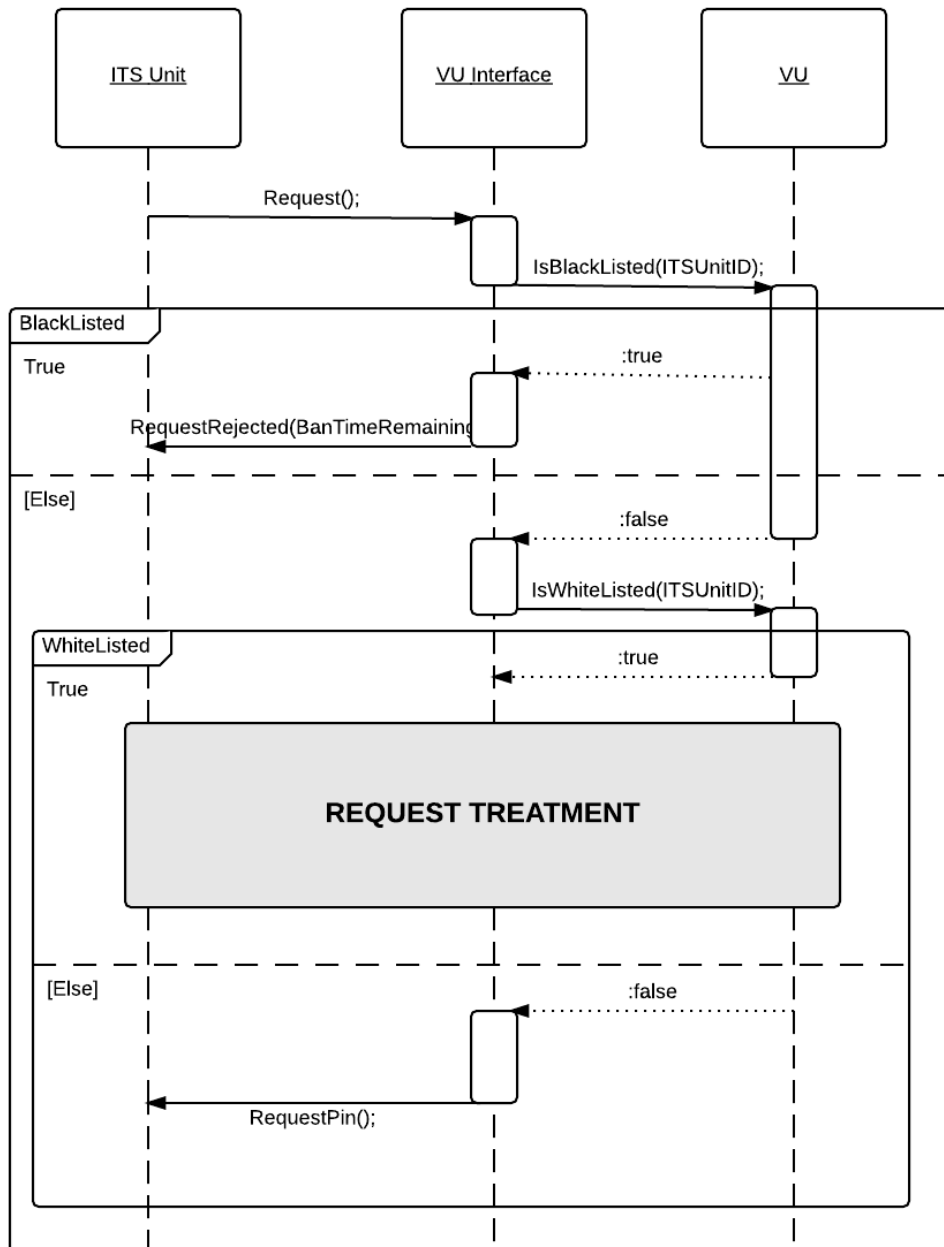 ITS Unit
VU Interface
VU
Request();
IsBlackListed(ITSUnitID);
BlackListed
True
:true
RequestRejected(BanTimeRemaining
[Else]
:false
IsWhiteListed(ITSUnitID);
WhiteListed
:true
True
REQUEST TREATMENT
[Else]
:false
RequestPin();